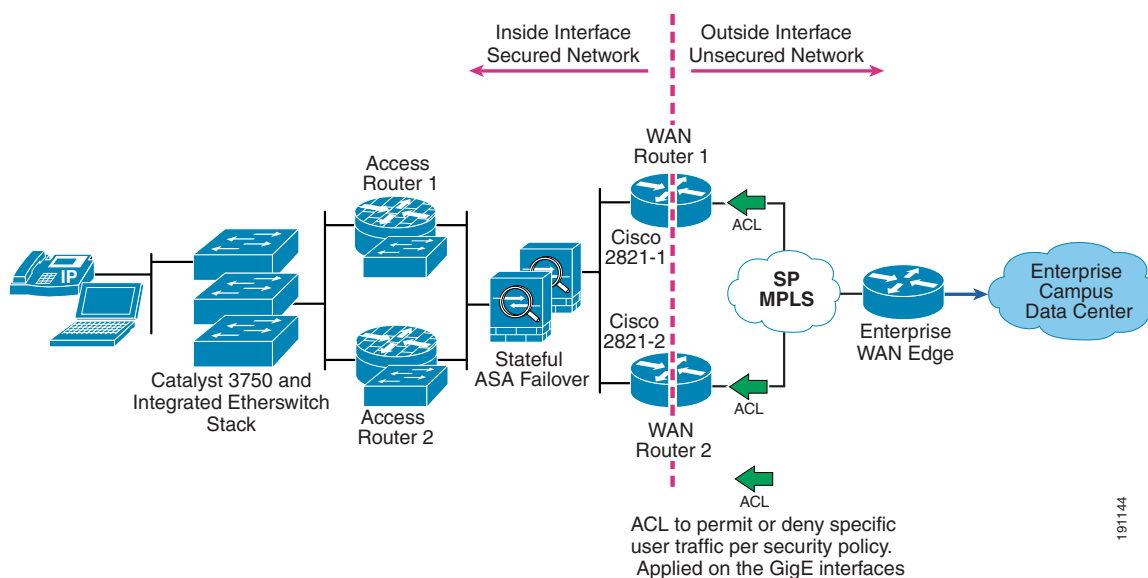 Inside Interface
Secured Network
Outside Interface
Unsecured Network
WAN
Router 1
Access
Router 1
ACL
Cisco
2821-1
IP
SP
MPLS
Enterprise
Campus
Data Center
Cisco
2821-2
Enterprise
WAN Edge
Stateful
ASA Failover
Catalyst 3750 and
Integrated Etherswitch
Stack
Access
Router 2
ACL
WAN
Router 2
ACL
ACL to permit or deny specific
user traffic per security policy.
Applied on the GigE interfaces
191144